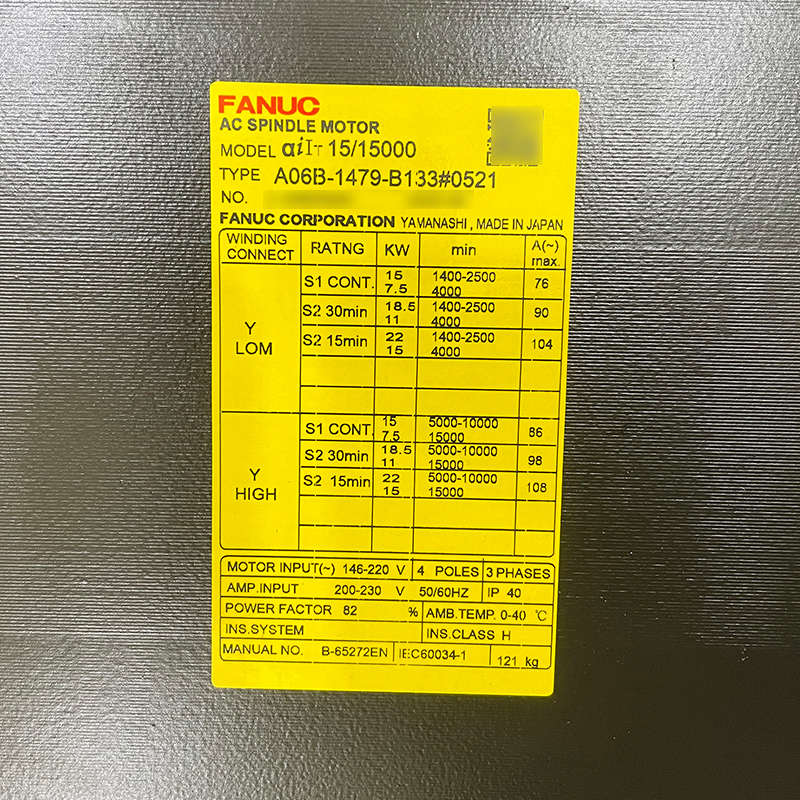 FANUC
AC SPINDLE MOTOR
MODEL αiIT 15/15000
TYPE A06B-1479-B133#0521
NO.
FANUC CORPORATION YAMANASHI , MADE IN JAPAN
WINDING CONNECT RATNG KW min A(~) max.
Y LOM
S1 CONT. 15 1400-2500 76
7.5 4000
S2 30min 18.5 1400-2500 90
11 4000
S2 15min 22 1400-2500 104
15 4000
Y HIGH
S1 CONT. 15 5000-10000 86
7.5 15000
S2 30min 18.5 5000-10000 98
11 15000
S2 15min 22 5000-10000 108
15 15000
MOTOR INPUT(~) 146-220 V 4 POLES 3 PHASES
AMP.INPUT 200-230 V 50/60HZ IP 40
POWER FACTOR 82 % AMB.TEMP. 0-40 ℃
INS.SYSTEM INS.CLASS H
MANUAL NO. B-65272EN IEC60034-1 121 kg